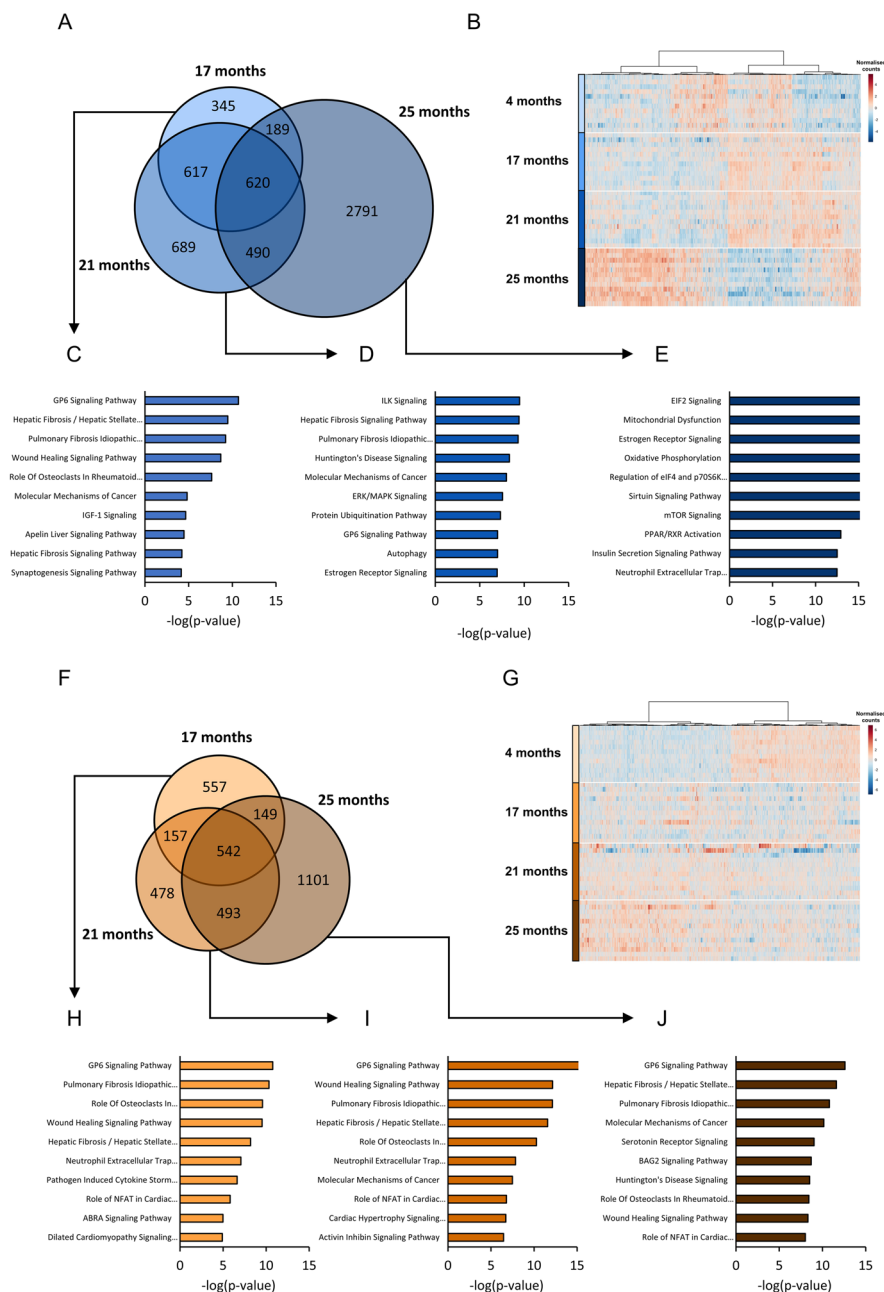 A
B
17 months
25 months
21 months
345
189
617
620
2791
689
490
Normalised
counts
4 months
17 months
21 months
25 months
C
D
E
GP6 Signaling Pathway
Hepatic Fibrosis / Hepatic Stellate...
Pulmonary Fibrosis Idiopathic...
Wound Healing Signaling Pathway
Role Of Osteoclasts In Rheumatoid...
Molecular Mechanisms of Cancer
IGF-1 Signaling
Apelin Liver Signaling Pathway
Hepatic Fibrosis Signaling Pathway
Synaptogenesis Signaling Pathway
0 5 10 15
-log(p-value)
ILK Signaling
Hepatic Fibrosis Signaling Pathway
Pulmonary Fibrosis Idiopathic...
Huntington's Disease Signaling
Molecular Mechanisms of Cancer
ERK/MAPK Signaling
Protein Ubiquitination Pathway
GP6 Signaling Pathway
Autophagy
Estrogen Receptor Signaling
0 5 10 15
-log(p-value)
EIF2 Signaling
Mitochondrial Dysfunction
Estrogen Receptor Signaling
Oxidative Phosphorylation
Regulation of eIF4 and p70S6K...
Sirtuin Signaling Pathway
mTOR Signaling
PPAR/RXR Activation
Insulin Secretion Signaling Pathway
Neutrophil Extracellular Trap...
0 5 10 15
-log(p-value)
F
G
17 months
25 months
21 months
557
149
157
542
1101
478
493
Normalised
counts
4 months
17 months
21 months
25 months
H
I
J
GP6 Signaling Pathway
Pulmonary Fibrosis Idiopathic...
Role Of Osteoclasts In...
Wound Healing Signaling Pathway
Hepatic Fibrosis / Hepatic Stellate...
Neutrophil Extracellular Trap...
Pathogen Induced Cytokine Storm...
Role of NFAT in Cardiac...
ABRA Signaling Pathway
Dilated Cardiomyopathy Signaling...
0 5 10 15
-log(p-value)
GP6 Signaling Pathway
Wound Healing Signaling Pathway
Pulmonary Fibrosis Idiopathic...
Hepatic Fibrosis / Hepatic Stellate...
Role Of Osteoclasts In...
Neutrophil Extracellular Trap...
Molecular Mechanisms of Cancer
Role of NFAT in Cardiac...
Cardiac Hypertrophy Signaling...
Activin Inhibin Signaling Pathway
0 5 10 15
-log(p-value)
GP6 Signaling Pathway
Hepatic Fibrosis / Hepatic Stellate...
Pulmonary Fibrosis Idiopathic...
Molecular Mechanisms of Cancer
Serotonin Receptor Signaling
BAG2 Signaling Pathway
Huntington's Disease Signaling
Role Of Osteoclasts In Rheumatoid...
Wound Healing Signaling Pathway
Role of NFAT in Cardiac...
0 5 10 15
-log(p-value)